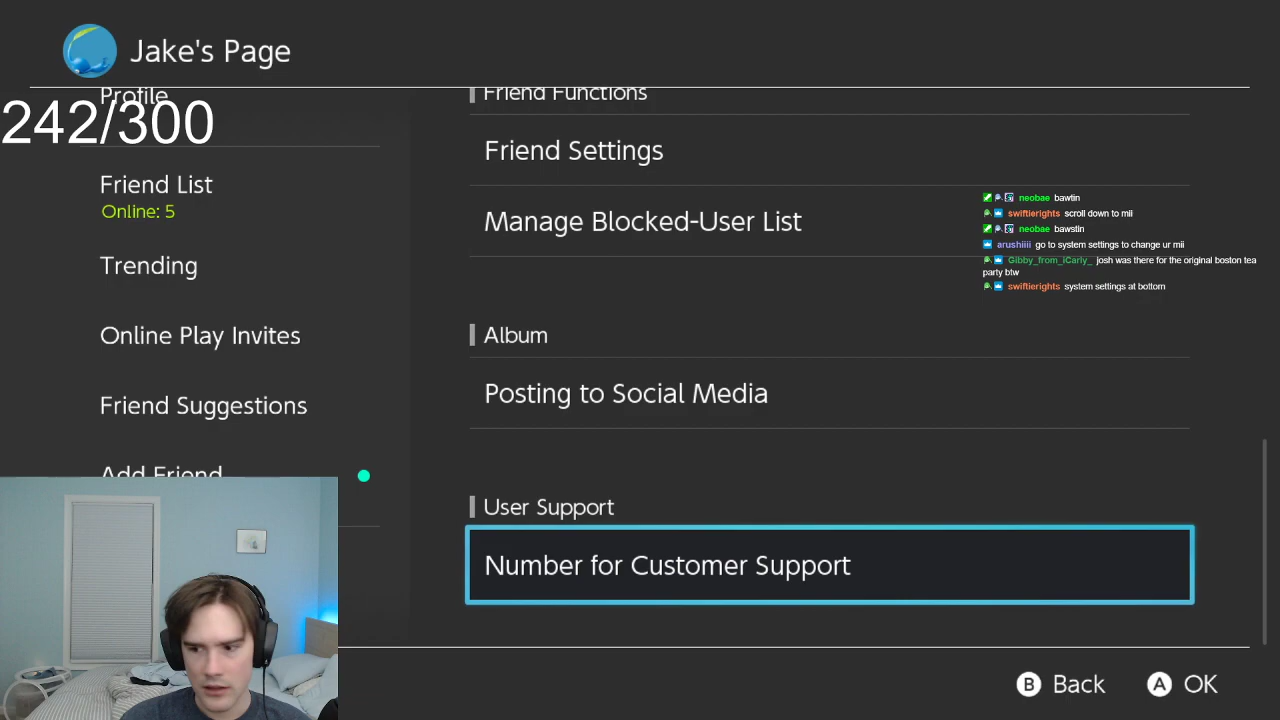 Jake's Page
Profile
242/300
Friend List
Online: 5
Trending
Online Play Invites
Friend Suggestions
Add Friend
Friend Functions
Friend Settings
Manage Blocked-User List
Album
Posting to Social Media
User Support
Number for Customer Support
neobae bawtin
swiftierights scroll down to mii
neobae bawstin
arushiiii go to system settings to change ur mii
Gibby_from_iCarly_ josh was there for the original boston tea
party btw
swiftierights system settings at bottom
B Back A OK